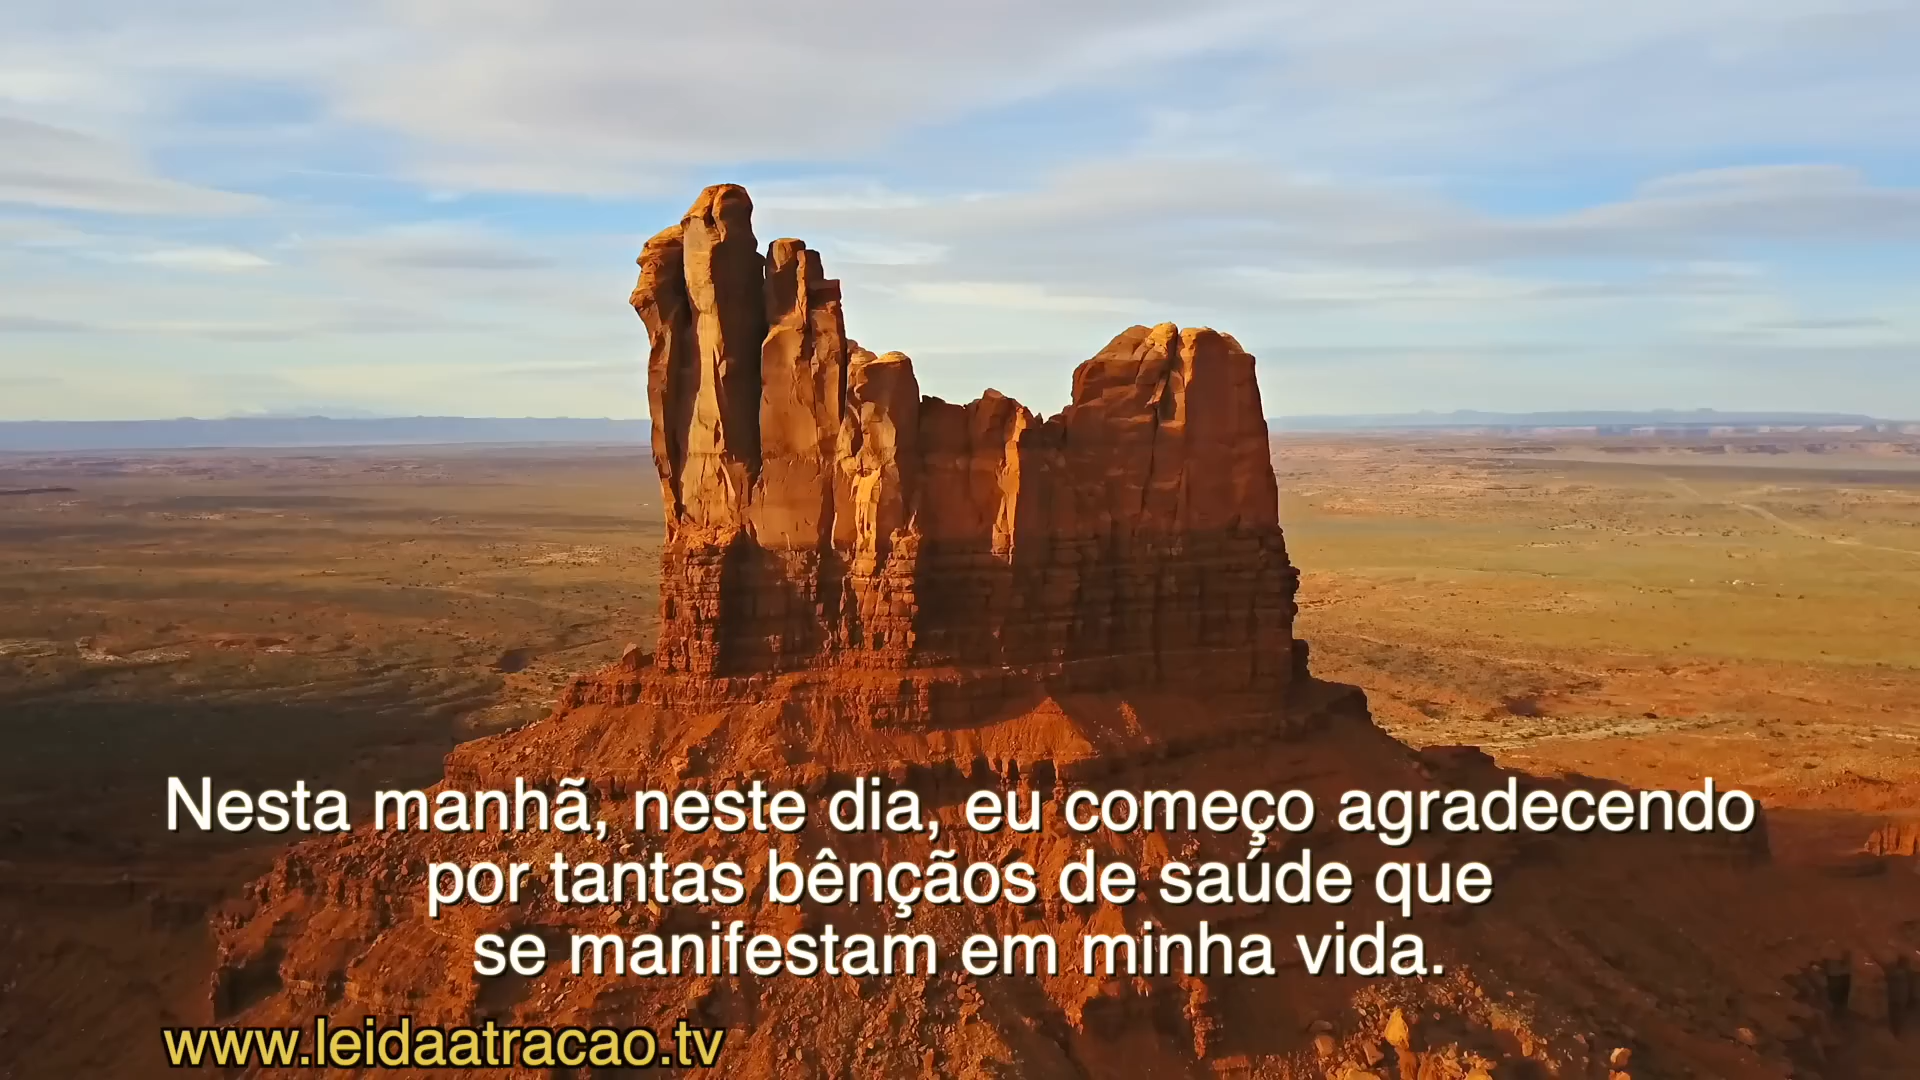 Nesta manhã, neste dia, eu começo agradecendo
por tantas bênçãos de saúde que
se manifestam em minha vida.
www.leidaatracao.tv